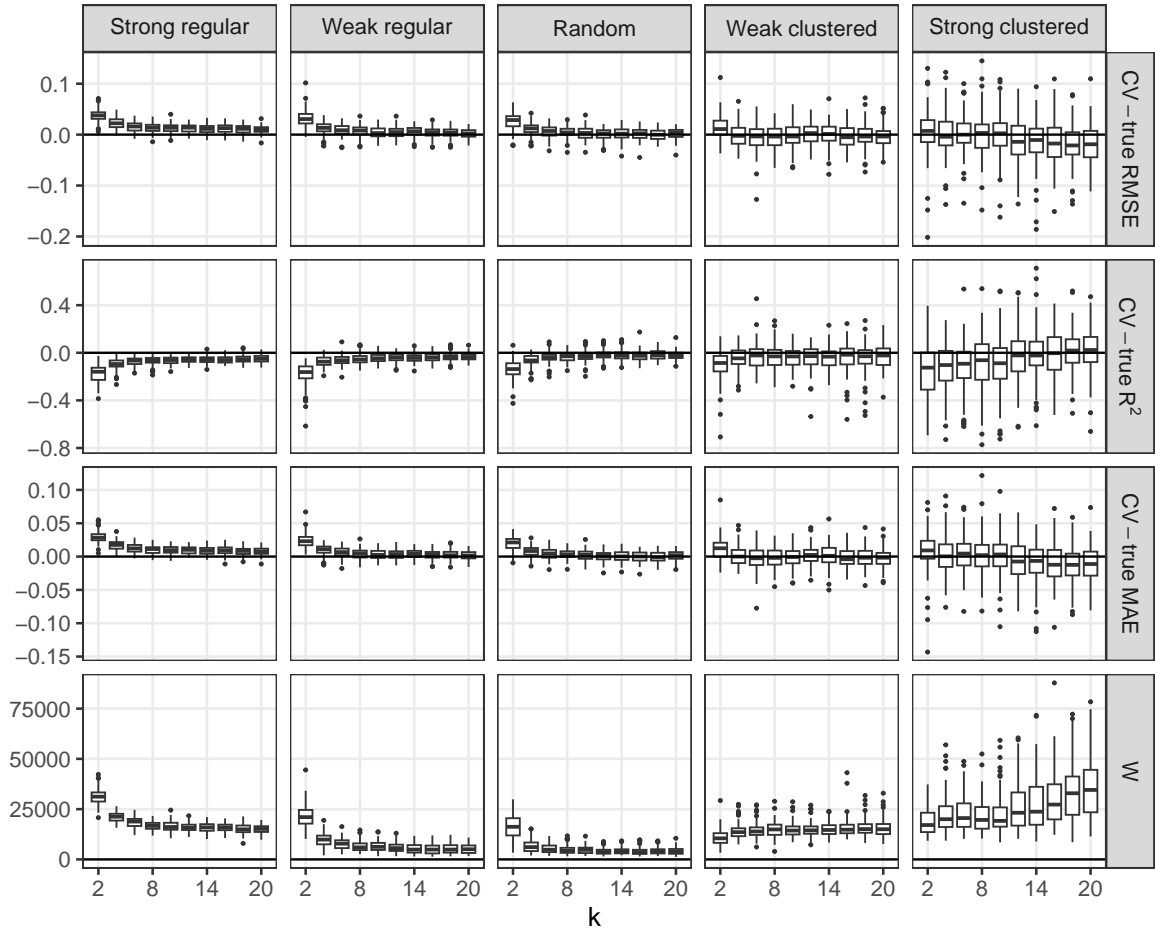 Strong regular Weak regular Random Weak clustered Strong clustered
0.1
0.0
−0.1
−0.2
CV − true RMSE
0.4
0.0
−0.4
−0.8
CV − true R²
0.10
0.05
0.00
−0.05
−0.10
−0.15
CV − true MAE
75000
50000
25000
0
W
2 8 14 20 2 8 14 20 2 8 14 20 2 8 14 20 2 8 14 20
k